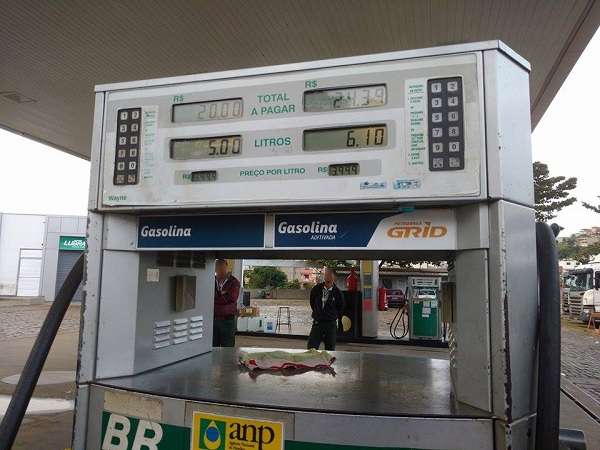 R$ 20.00 TOTAL A PAGAR R$ 24.39
5.00 LITROS 6.10
R$ PREÇO POR LITRO R$ 3.999
Wayne
Gasolina
Gasolina
ADITIVADA
PETROBRAS
GRID
LUBRAX
BR
anp